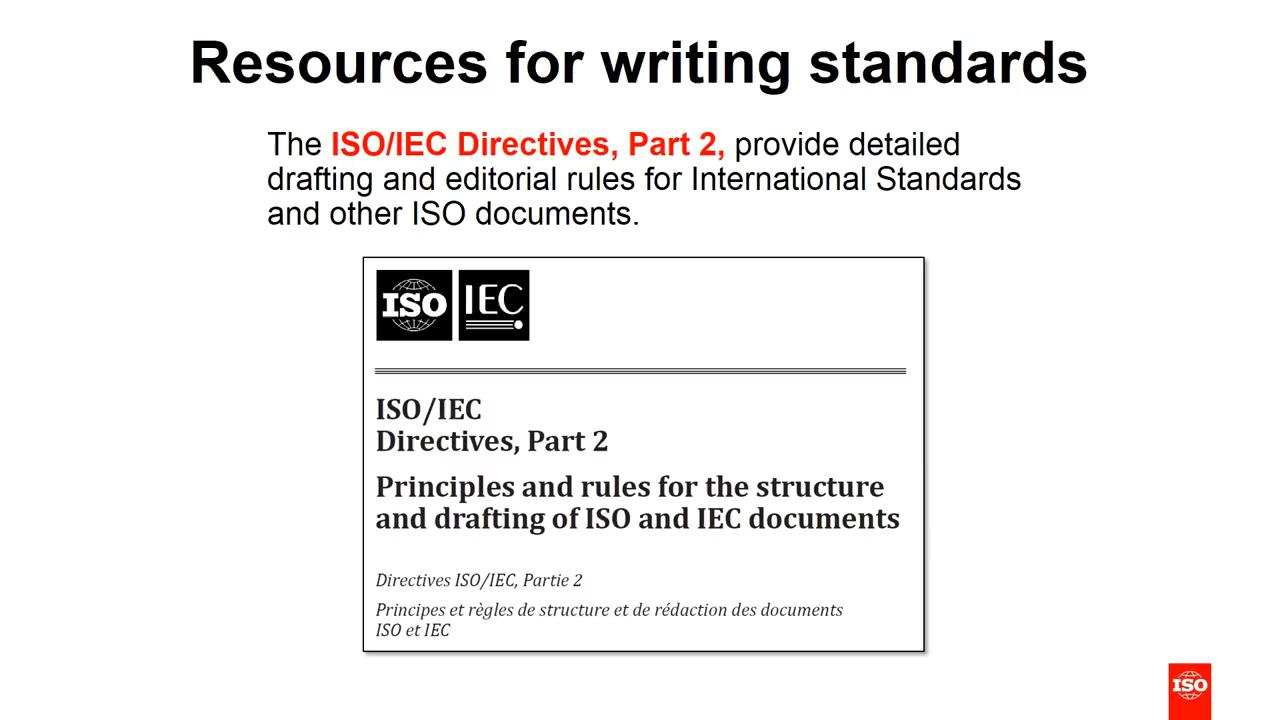 Resources for writing standards
The ISO/IEC Directives, Part 2, provide detailed
drafting and editorial rules for International Standards
and other ISO documents.
ISO IEC
ISO/IEC
Directives, Part 2
Principles and rules for the structure
and drafting of ISO and IEC documents
Directives ISO/IEC, Partie 2
Principes et règles de structure et de rédaction des documents
ISO et IEC
ISO